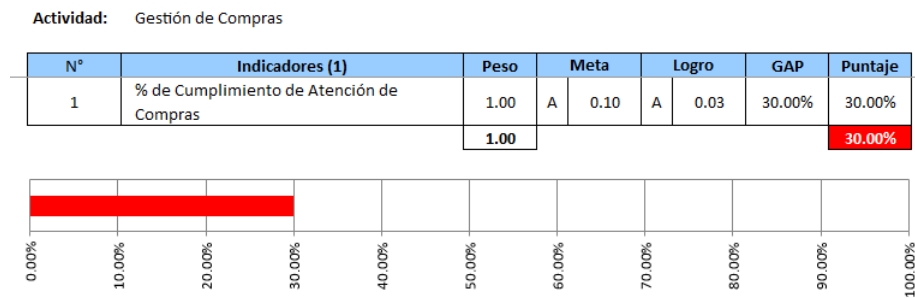 Actividad: Gestión de Compras
N° Indicadores (1) Peso Meta Logro GAP Puntaje
1 % de Cumplimiento de Atención de Compras 1.00 A 0.10 A 0.03 30.00% 30.00%
1.00 30.00%
0.00% 10.00% 20.00% 30.00% 40.00% 50.00% 60.00% 70.00% 80.00% 90.00% 100.00%